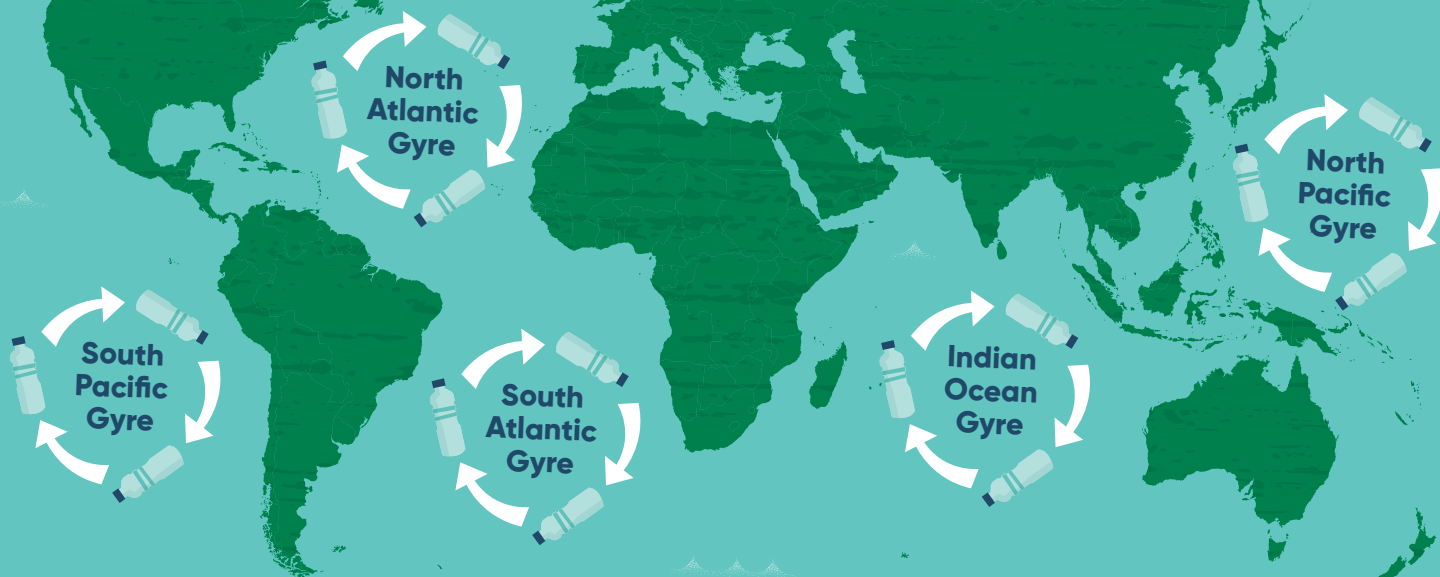 North
Atlantic
Gyre
North
Pacific
Gyre
South
Pacific
Gyre
South
Atlantic
Gyre
Indian
Ocean
Gyre